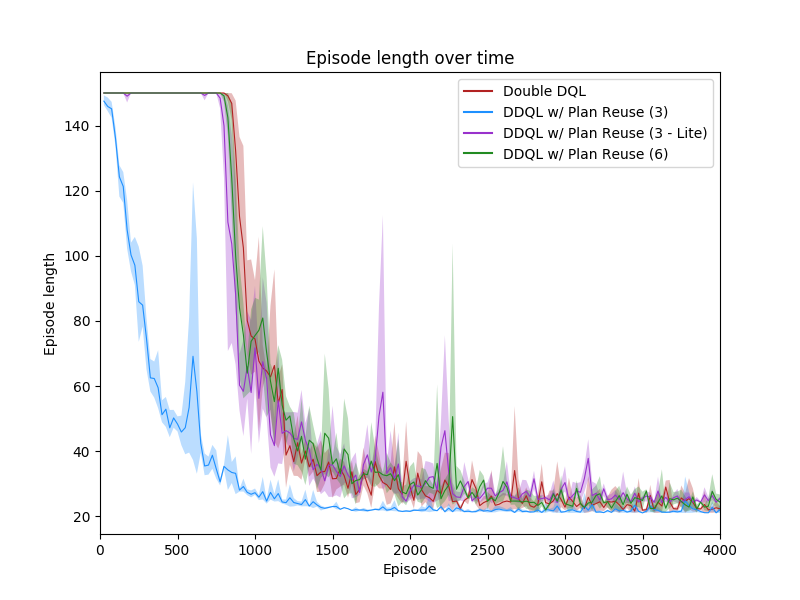 Episode length over time
Double DQL
DDQL w/ Plan Reuse (3)
DDQL w/ Plan Reuse (3 - Lite)
DDQL w/ Plan Reuse (6)
Episode length
140
120
100
80
60
40
20
0 500 1000 1500 2000 2500 3000 3500 4000
Episode